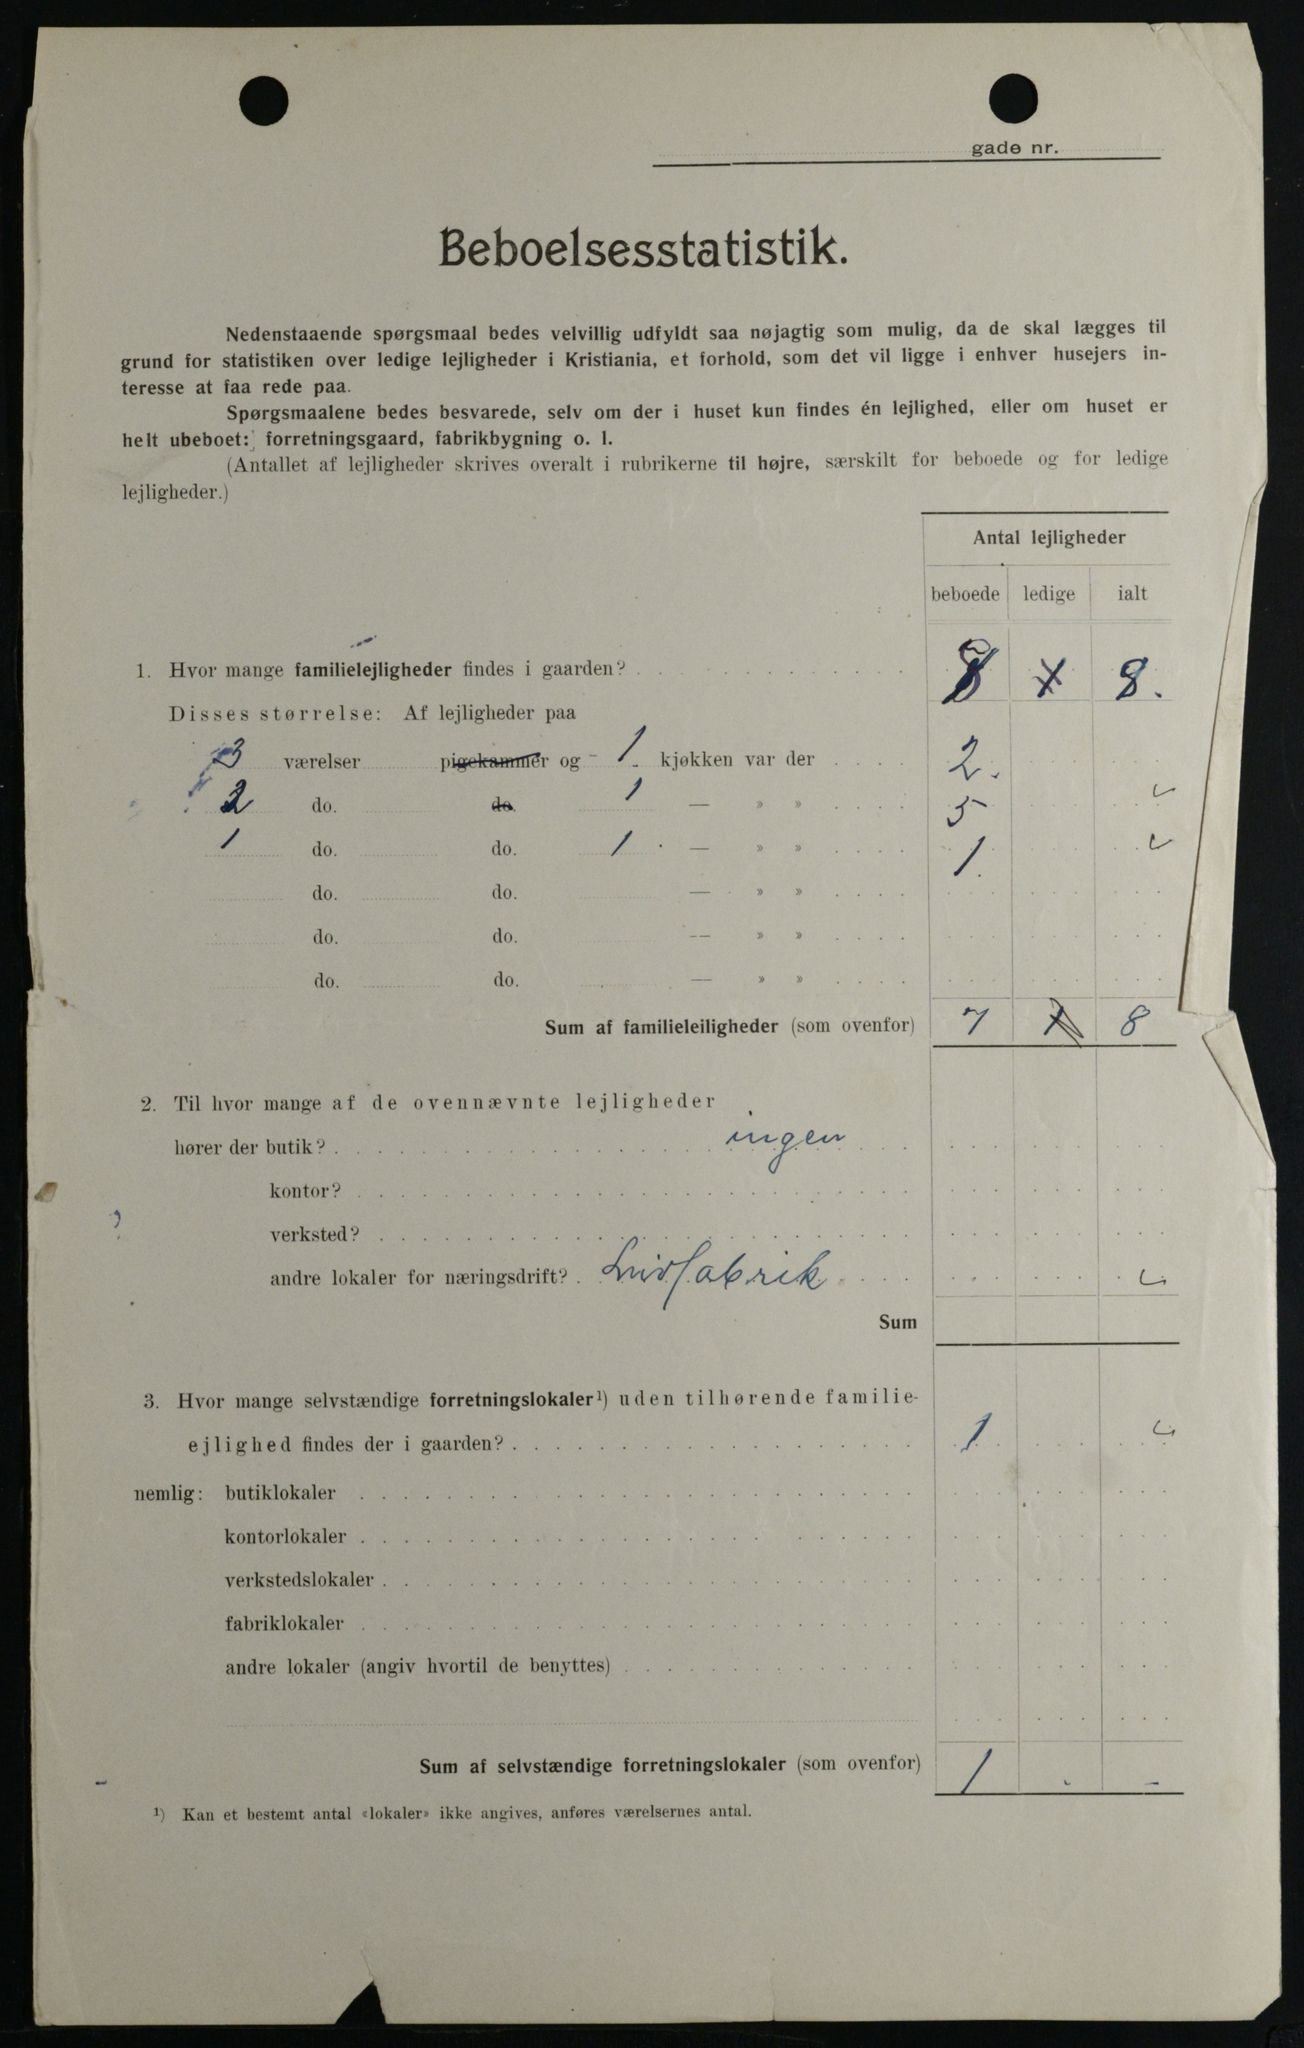 gade nr.
Beboelsesstatistik.
Nedenstaaende spørgsmaal bedes velvillig udfyldt saa nøjagtig som mulig, da de skal lægges til
grund for statistiken over ledige lejligheder i Kristiania, et forhold, som det vil ligge i enhver husejers in-
teresse at faa rede paa.
Spørgsmaalene bedes besvarede, selv om der i huset kun findes én lejlighed, eller om huset er
helt ubeboet: forretningsgaard, fabrikbygning o. l.
(Antallet af lejligheder skrives overalt i rubrikerne til højre, særskilt for beboede og for ledige
lejligheder.)
Antal lejligheder
beboede ledige ialt
1. Hvor mange familielejligheder findes i gaarden? 8 8.
Disses størrelse: Af lejligheder paa
3 værelser pigekammer og 1 kjøkken var der 2.
2 do. do. 1 — » » 5
1 do. do. 1 — » » 1.
do. do. — » »
do. do. — » »
do. do. — » »
Sum af familieleiligheder (som ovenfor) 7 1 8
2. Til hvor mange af de ovennævnte lejligheder
hører der butik? ingen
kontor?
verksted?
andre lokaler for næringsdrift?
Sum
3. Hvor mange selvstændige forretningslokaler¹) uden tilhørende familie-
ejlighed findes der i gaarden? 1
nemlig: butiklokaler
kontorlokaler
verkstedslokaler
fabriklokaler
andre lokaler (angiv hvortil de benyttes)
Sum af selvstændige forretningslokaler (som ovenfor) 1 . -
¹) Kan et bestemt antal «lokaler» ikke angives, anføres værelsernes antal.